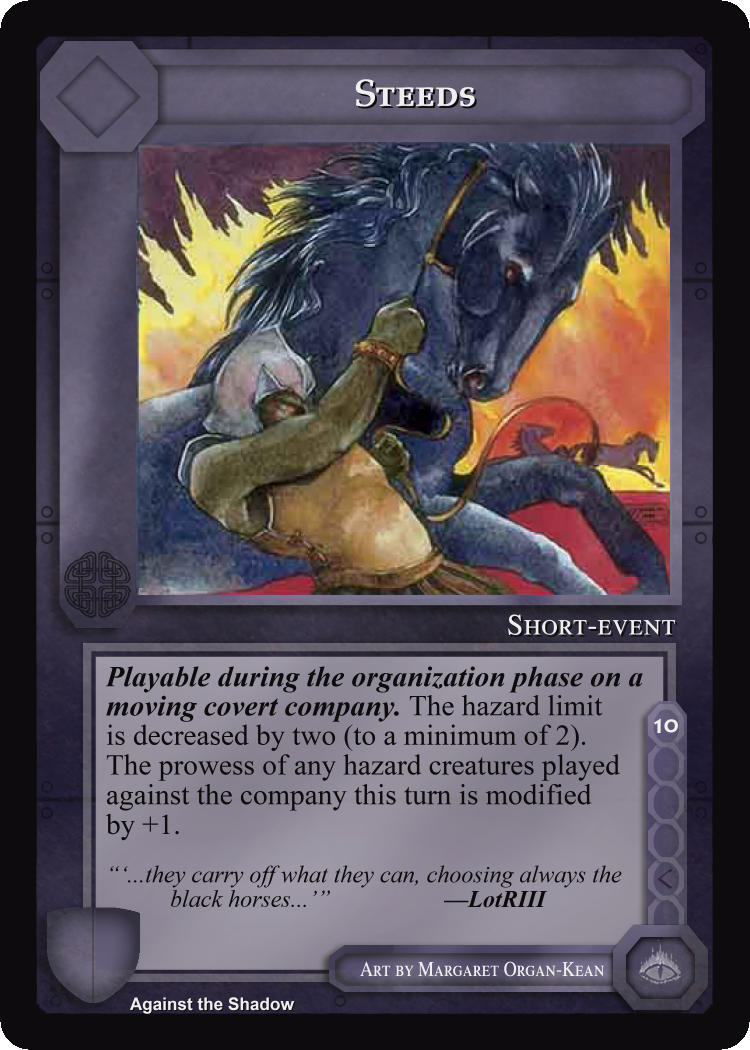 Steeds
Short-event
Playable during the organization phase on a
moving covert company. The hazard limit
is decreased by two (to a minimum of 2).
The prowess of any hazard creatures played
against the company this turn is modified
by +1.
10
“‘...they carry off what they can, choosing always the
black horses...’” —LotRIII
Art by Margaret Organ-Kean
Against the Shadow